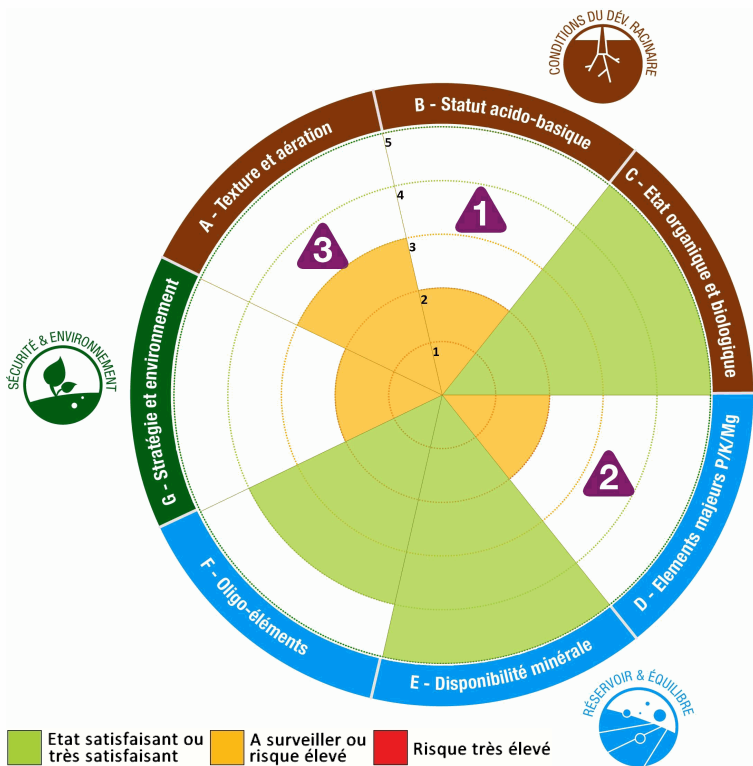 CONDITIONS DU DÉV. RACINAIRE
B - Statut acido-basique
A - Texture et aération
C - Etat organique et biologique
5
4
3
2
1
1
3
2
SÉCURITÉ & ENVIRONNEMENT
G - Stratégie et environnement
D - Elements majeurs P/K/Mg
F - Oligo-éléments
E - Disponibilité minérale
RÉSERVOIR & ÉQUILIBRE
Etat satisfaisant ou
très satisfaisant
A surveiller ou
risque élevé
Risque très élevé